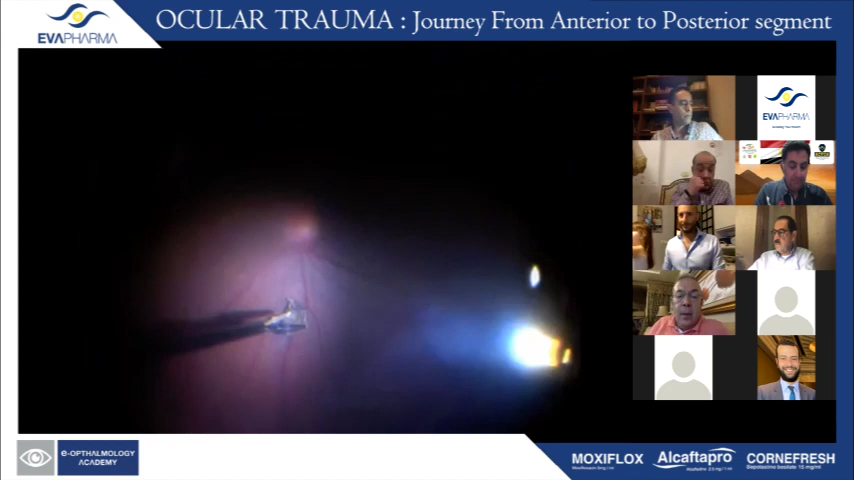 EVAPHARMA
OCULAR TRAUMA : Journey From Anterior to Posterior segment
EVAPHARMA
e-OPTHALMOLOGY
ACADEMY
MOXIFLOX
Alcaftapro
CORNEFRESH